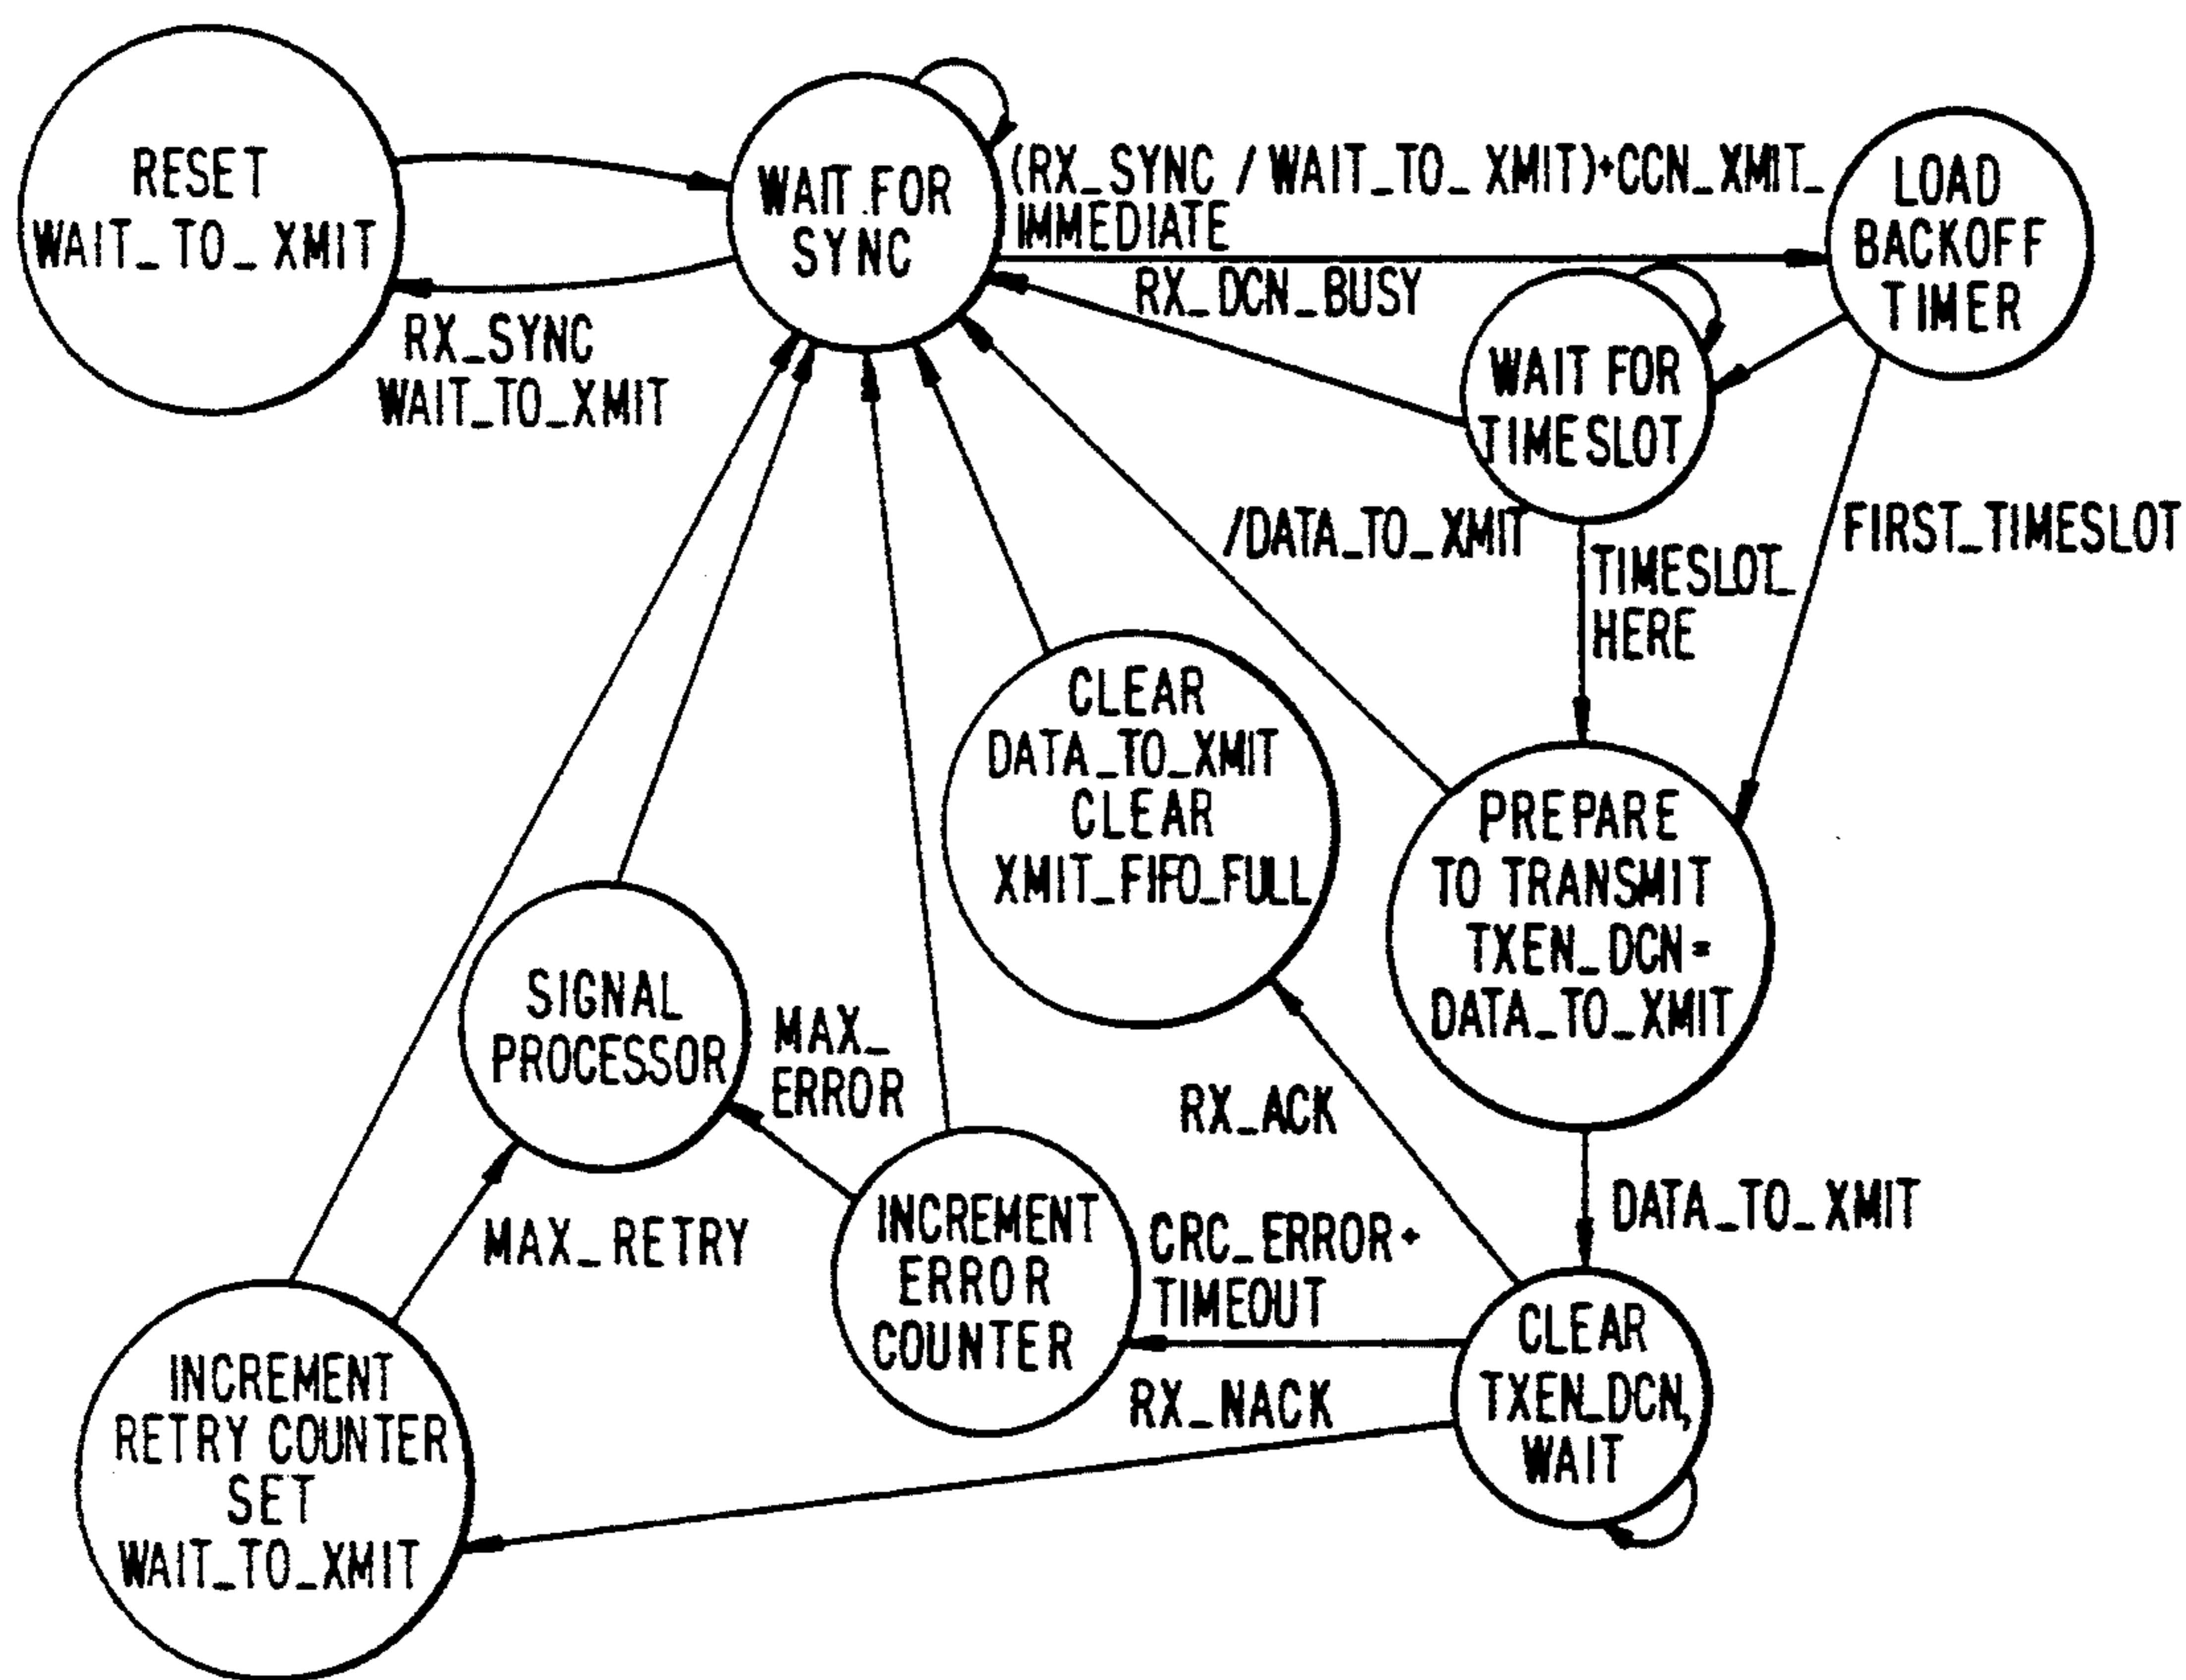 RESET
WAIT_TO_XMIT
WAIT FOR
SYNC
(RX_SYNC / WAIT_TO_XMIT)+CCN_XMIT_
IMMEDIATE
LOAD
BACKOFF
TIMER
RX_DCN_BUSY
RX_SYNC
WAIT_TO_XMIT
WAIT FOR
TIMESLOT
/DATA_TO_XMIT
TIMESLOT_
HERE
FIRST_TIMESLOT
CLEAR
DATA_TO_XMIT
CLEAR
XMIT_FIFO_FULL
PREPARE
TO TRANSMIT
TXEN_DCN=
DATA_TO_XMIT
SIGNAL
PROCESSOR
MAX_
ERROR
RX_ACK
DATA_TO_XMIT
MAX_RETRY
INCREMENT
ERROR
COUNTER
CRC_ERROR+
TIMEOUT
RX_NACK
CLEAR
TXEN_DCN,
WAIT
INCREMENT
RETRY COUNTER
SET
WAIT_TO_XMIT